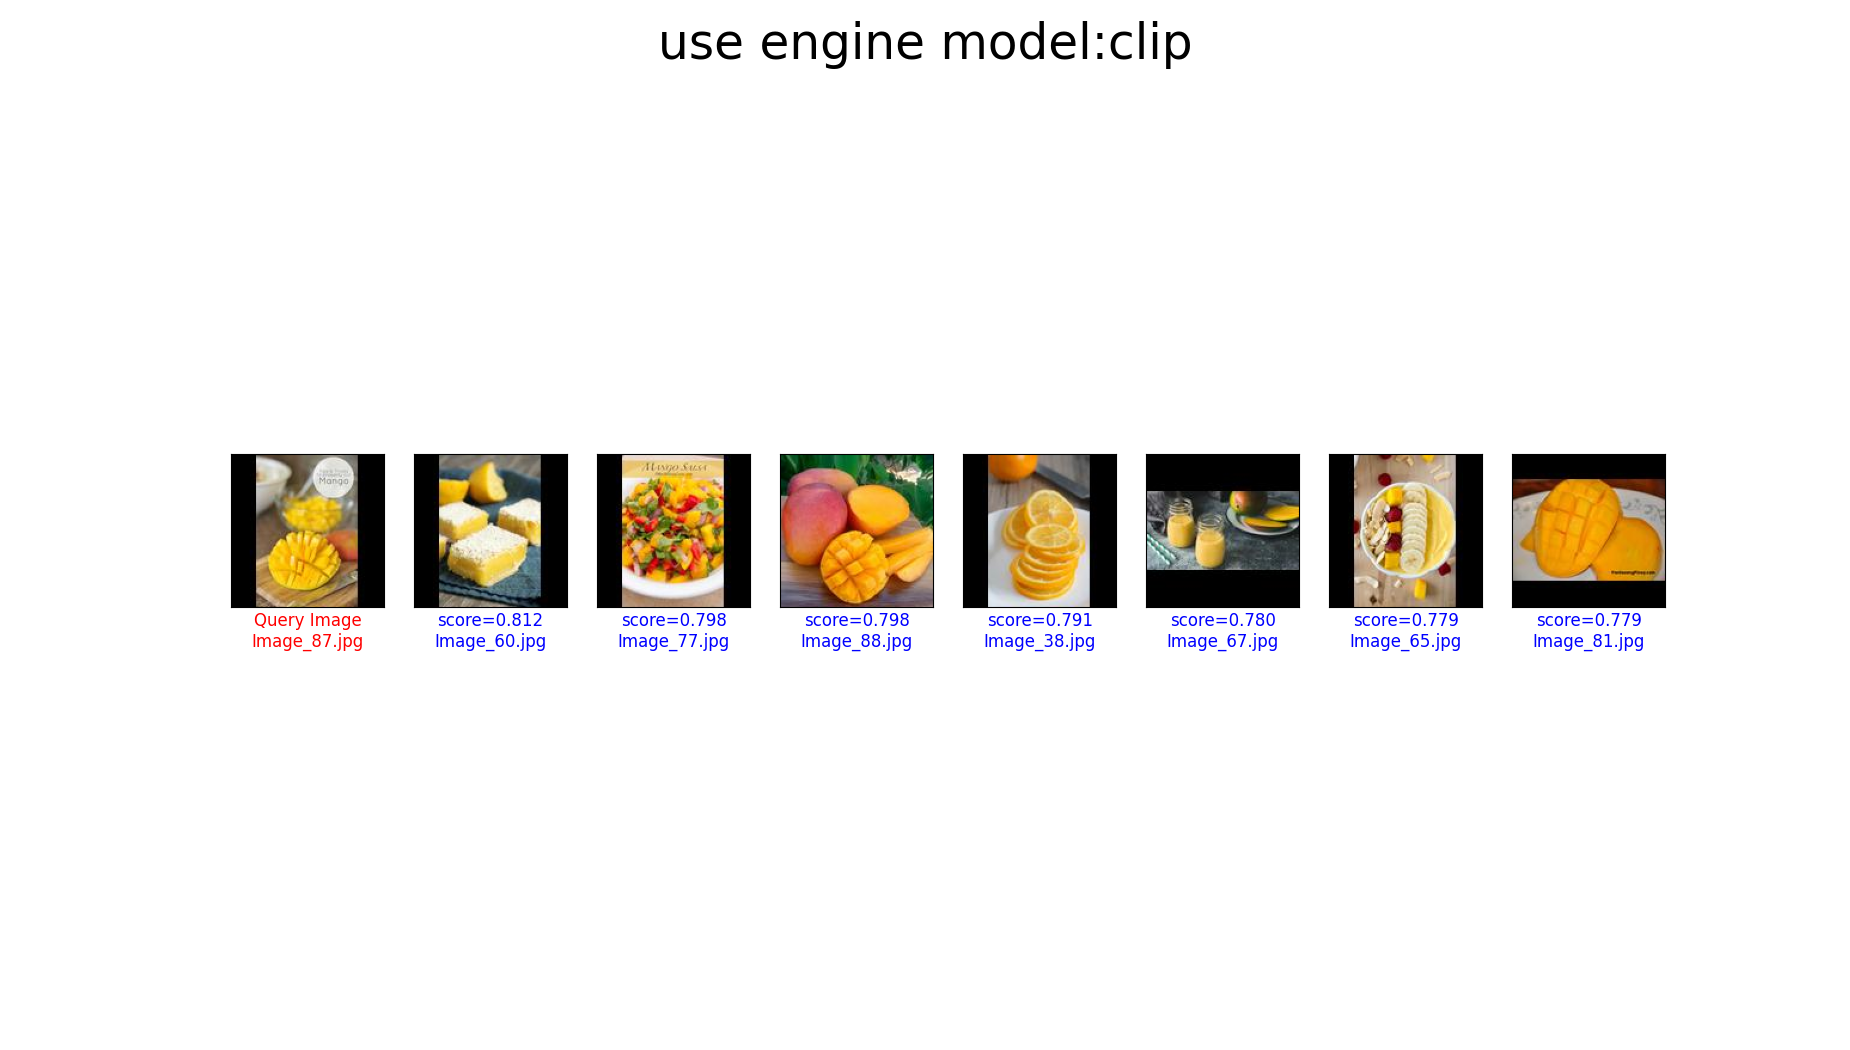 use engine model:clip
Mango
MANGO SALSA
Query Image
Image_87.jpg
score=0.812
Image_60.jpg
score=0.798
Image_77.jpg
score=0.798
Image_88.jpg
score=0.791
Image_38.jpg
score=0.780
Image_67.jpg
score=0.779
Image_65.jpg
score=0.779
Image_81.jpg